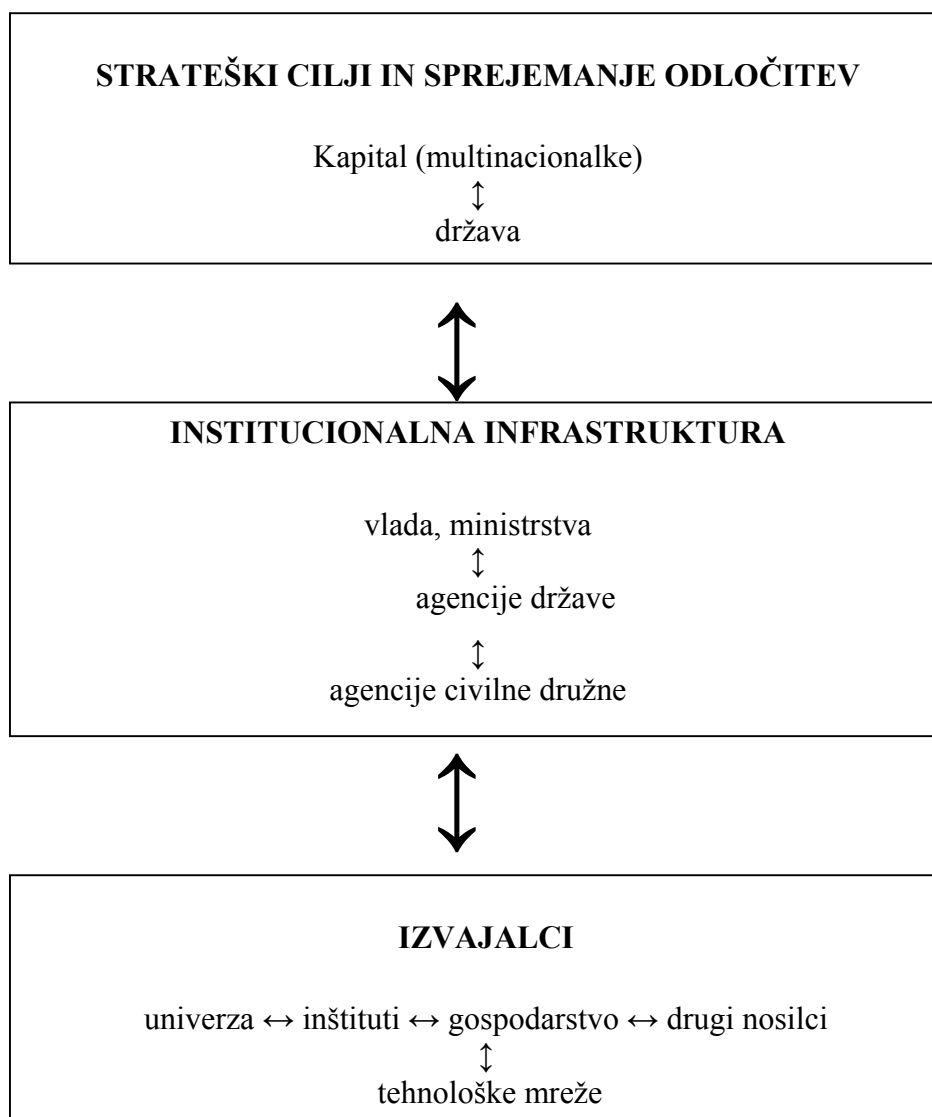 STRATEŠKI CILJI IN SPREJEMANJE ODLOČITEV
Kapital (multinacionalke)
↕
država
↕
INSTITUCIONALNA INFRASTRUKTURA
vlada, ministrstva
↕
agencije države
↕
agencije civilne družne
↕
IZVAJALCI
univerza ↔ inštituti ↔ gospodarstvo ↔ drugi nosilci
↕
tehnološke mreže